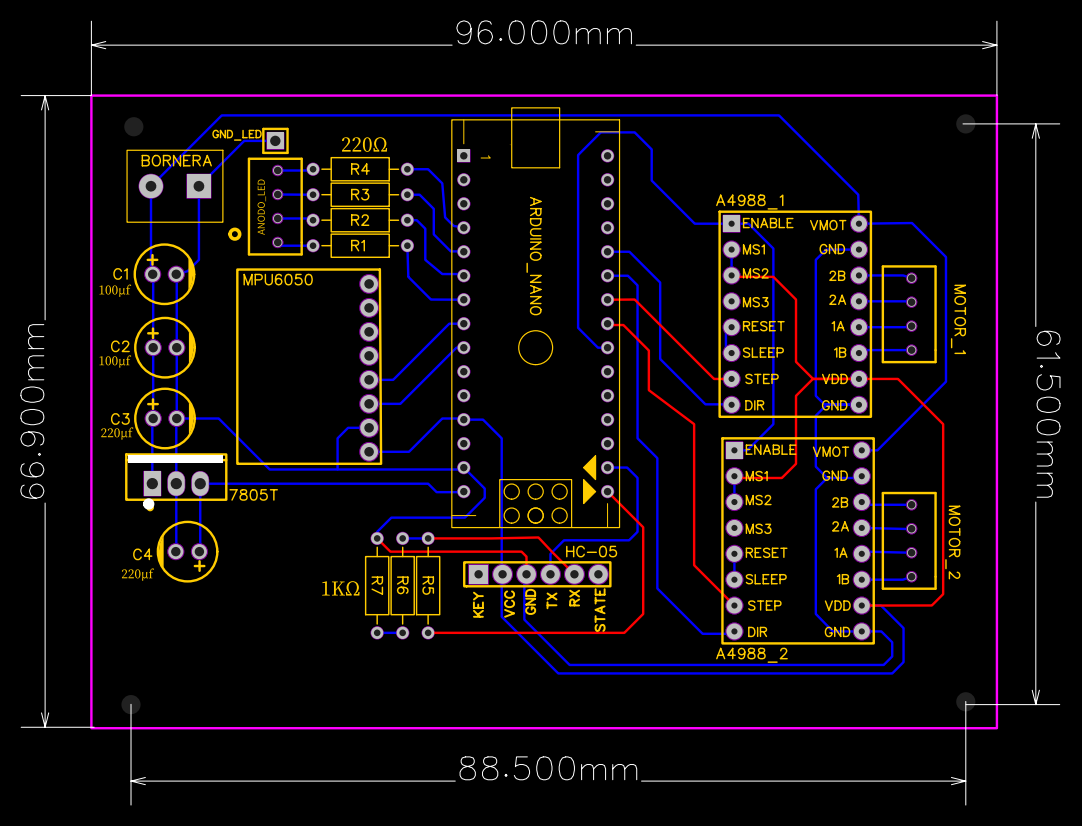 96.000mm
GND_LED
BORNERA
ANODO_LED
220Ω
R4
R3
R2
R1
1
ARDUINO_NANO
MPU6050
C1
100µf
C2
100µf
C3
220µf
7805T
C4
220µf
1KΩ
R7
R6
R5
HC-05
KEY
VCC
GND
TX
RX
STATE
A4988_1
ENABLE
MS1
MS2
MS3
RESET
SLEEP
STEP
DIR
VMOT
GND
2B
2A
1A
1B
VDD
GND
MOTOR_1
ENABLE
MS1
MS2
MS3
RESET
SLEEP
STEP
DIR
VMOT
GND
2B
2A
1A
1B
VDD
GND
A4988_2
MOTOR_2
66.900mm
61.500mm
88.500mm